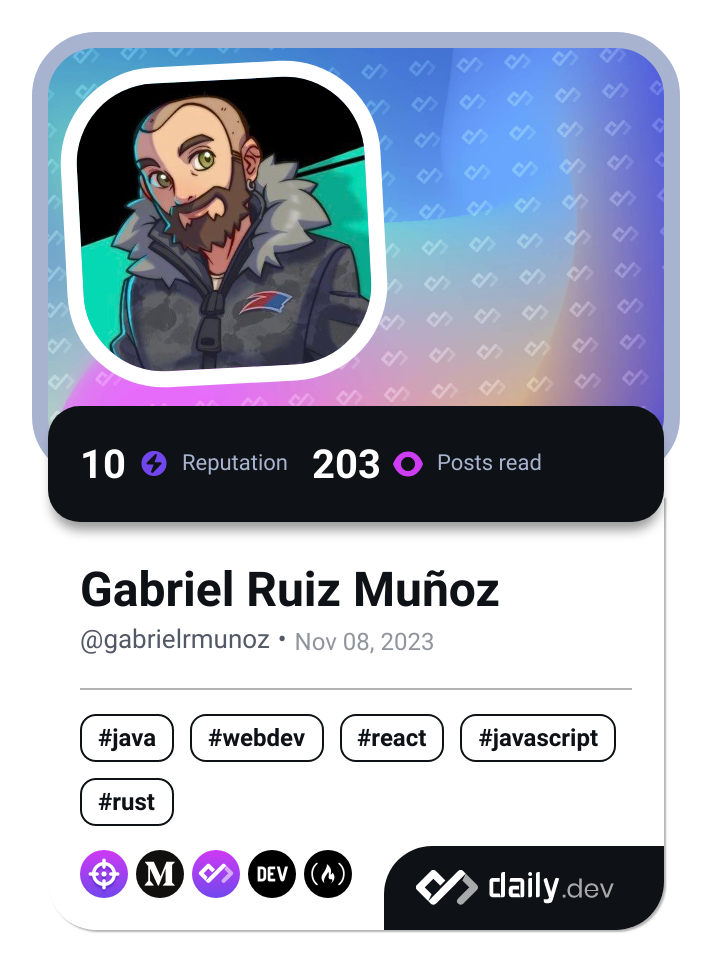 10 Reputation 203 Posts read
Gabriel Ruiz Muñoz
@gabrielrmunoz • Nov 08, 2023
#java #webdev #react #javascript
#rust
M DEV daily.dev